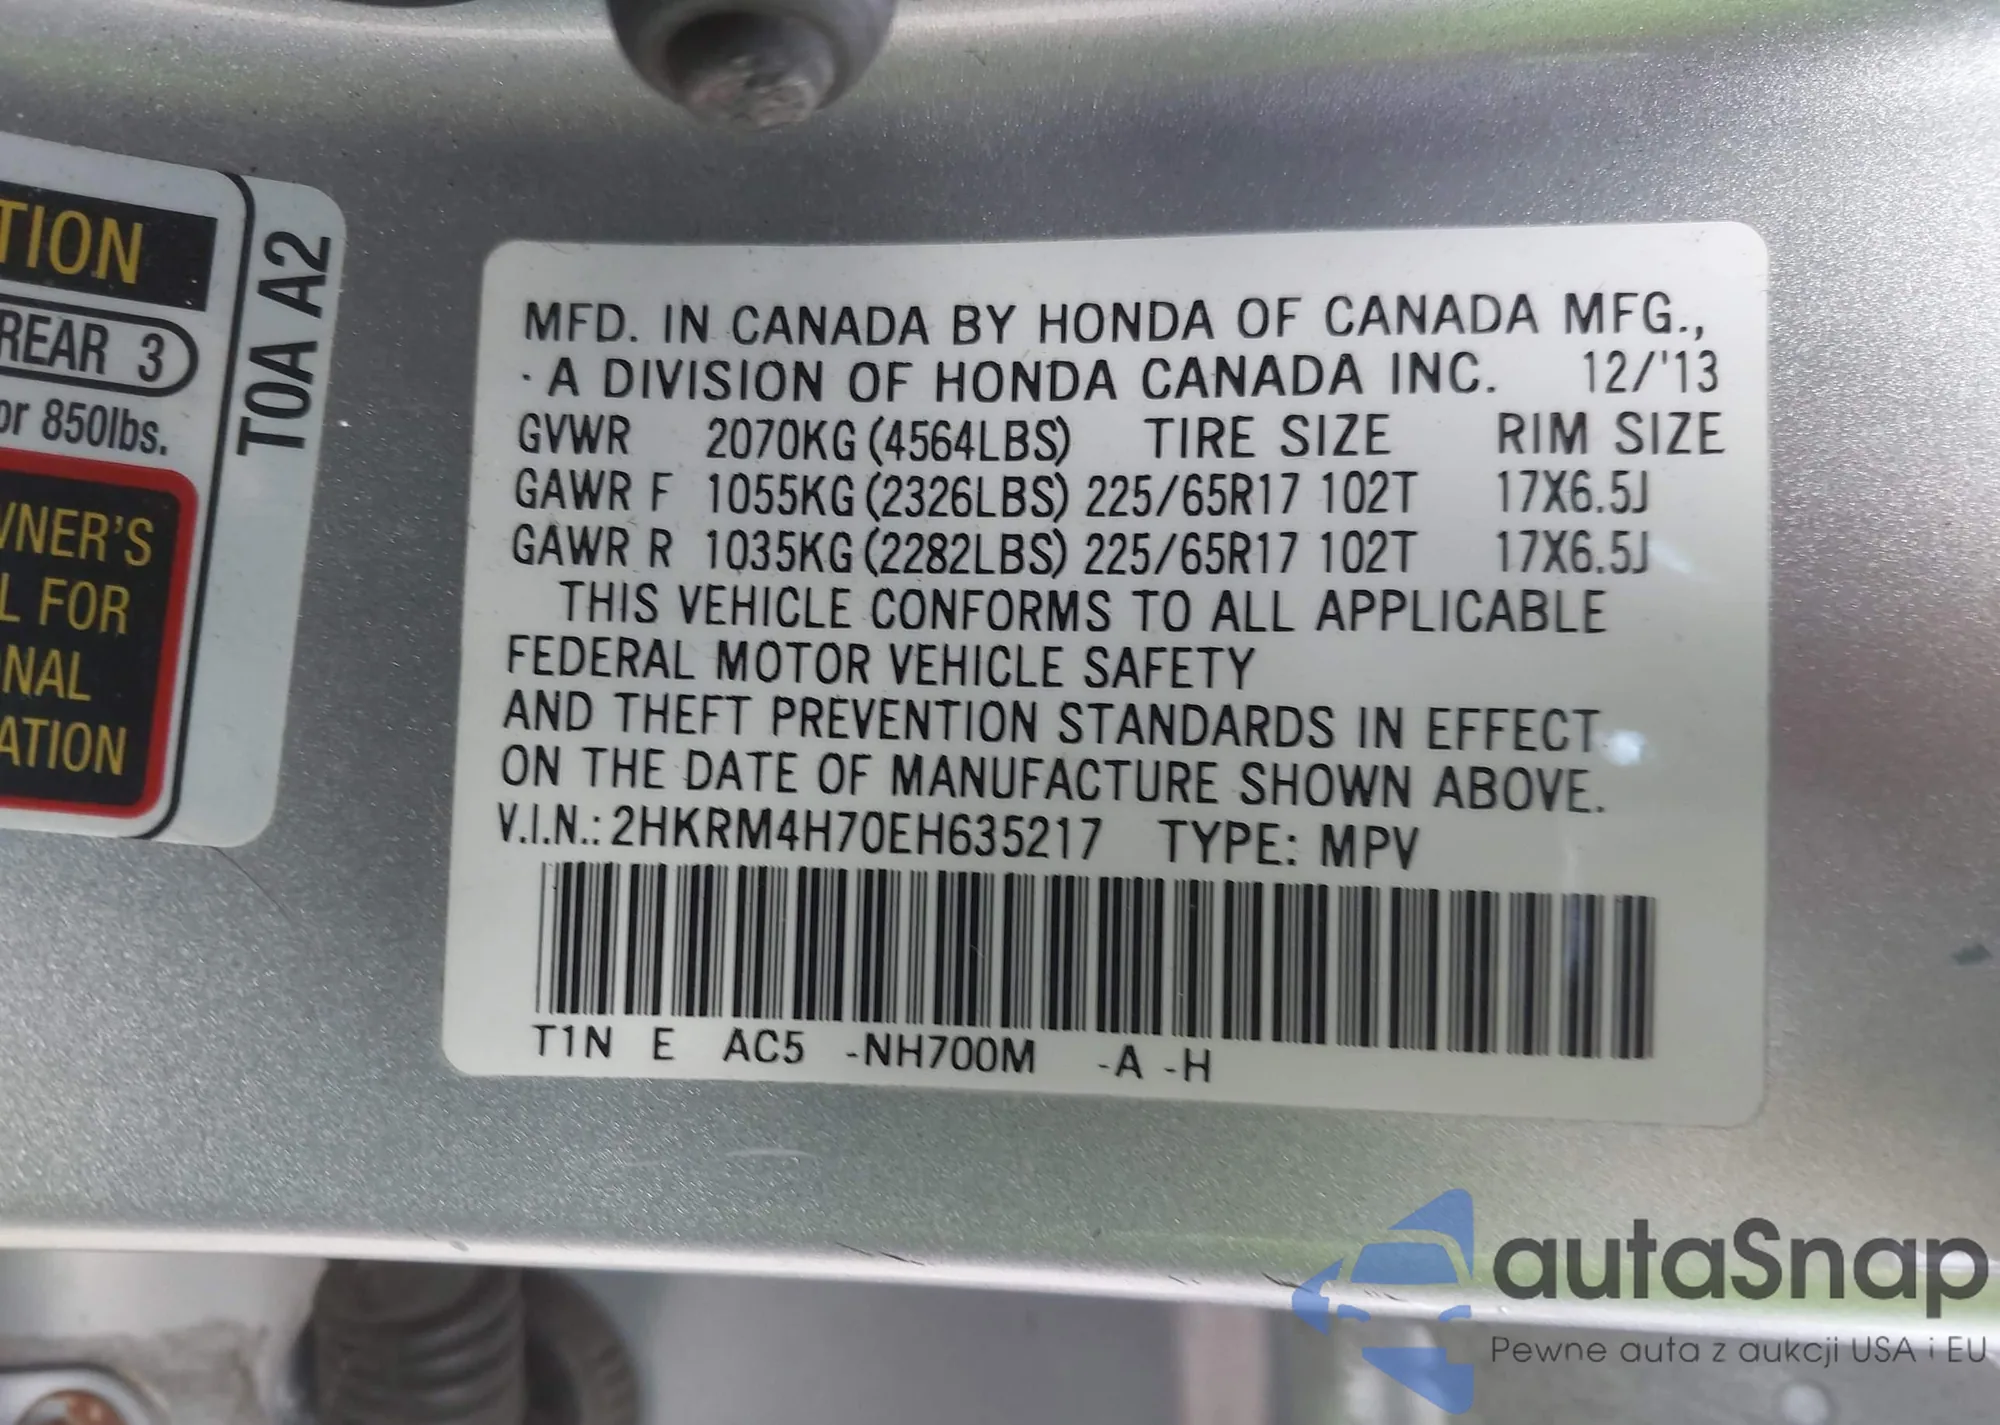 TION
REAR 3
or 850lbs.
WNER'S
L FOR
NAL
ATION
T0A A2
MFD. IN CANADA BY HONDA OF CANADA MFG.,
A DIVISION OF HONDA CANADA INC. 12/'13
GVWR 2070KG (4564LBS) TIRE SIZE RIM SIZE
GAWR F 1055KG (2326LBS) 225/65R17 102T 17X6.5J
GAWR R 1035KG (2282LBS) 225/65R17 102T 17X6.5J
THIS VEHICLE CONFORMS TO ALL APPLICABLE
FEDERAL MOTOR VEHICLE SAFETY
AND THEFT PREVENTION STANDARDS IN EFFECT
ON THE DATE OF MANUFACTURE SHOWN ABOVE.
V.I.N.: 2HKRM4H70EH635217 TYPE: MPV
T1N E AC5 -NH700M -A -H
autaSnap
Pewne auta z aukcji USA i EU